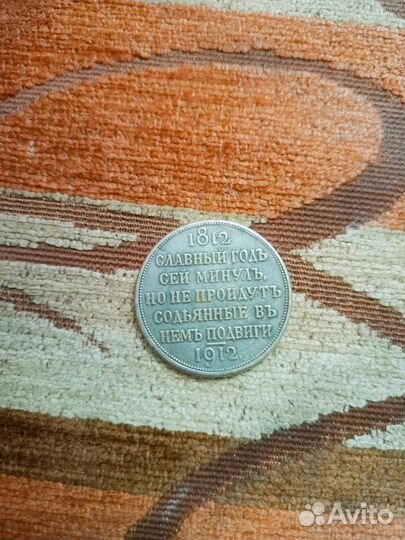 1812
СЛАВНЫЙ ГОДЪ
СЕЙ МИНУЛЪ,
НО НЕ ПРОЙДУТЪ
СОДѢЯННЫЕ ВЪ
НЕМЪ ПОДВИГИ
1912.
Avito